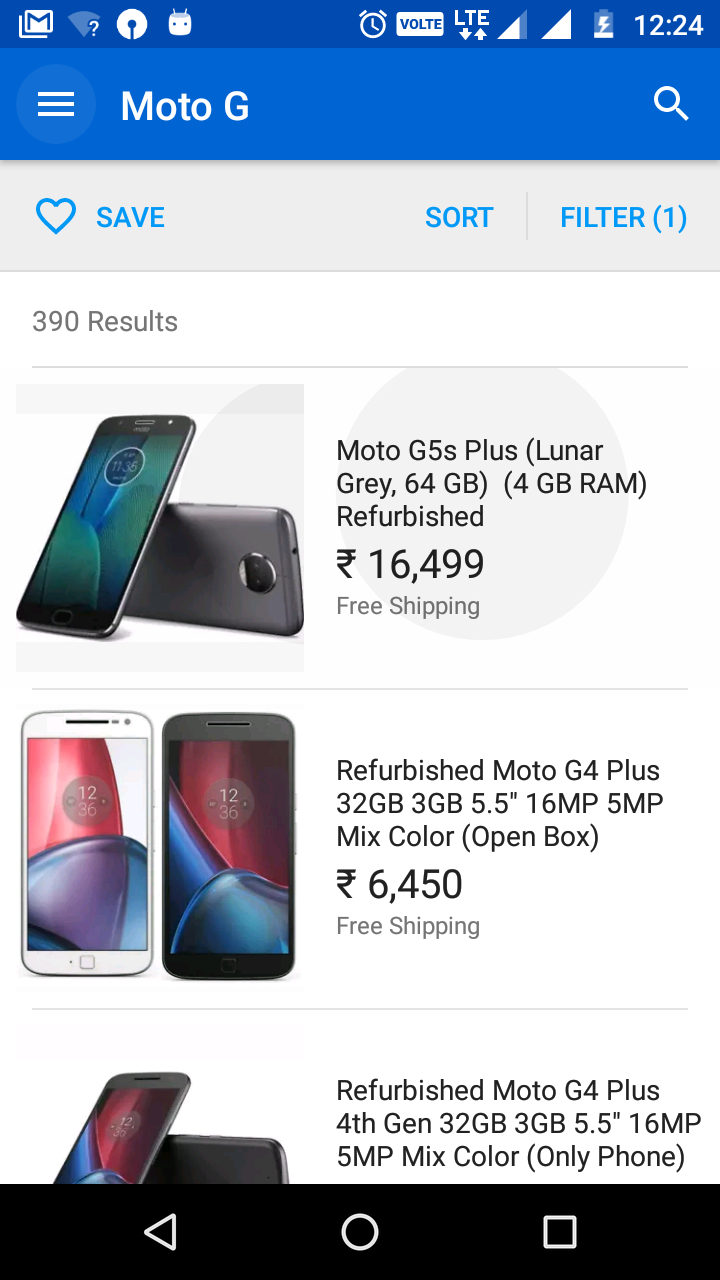 VOLTE LTE 12:24
Moto G
SAVE SORT FILTER (1)
390 Results
Moto G5s Plus (Lunar
Grey, 64 GB) (4 GB RAM)
Refurbished
₹ 16,499
Free Shipping
11:35
Refurbished Moto G4 Plus
32GB 3GB 5.5" 16MP 5MP
Mix Color (Open Box)
₹ 6,450
Free Shipping
12
36
12
36
Refurbished Moto G4 Plus
4th Gen 32GB 3GB 5.5" 16MP
5MP Mix Color (Only Phone)